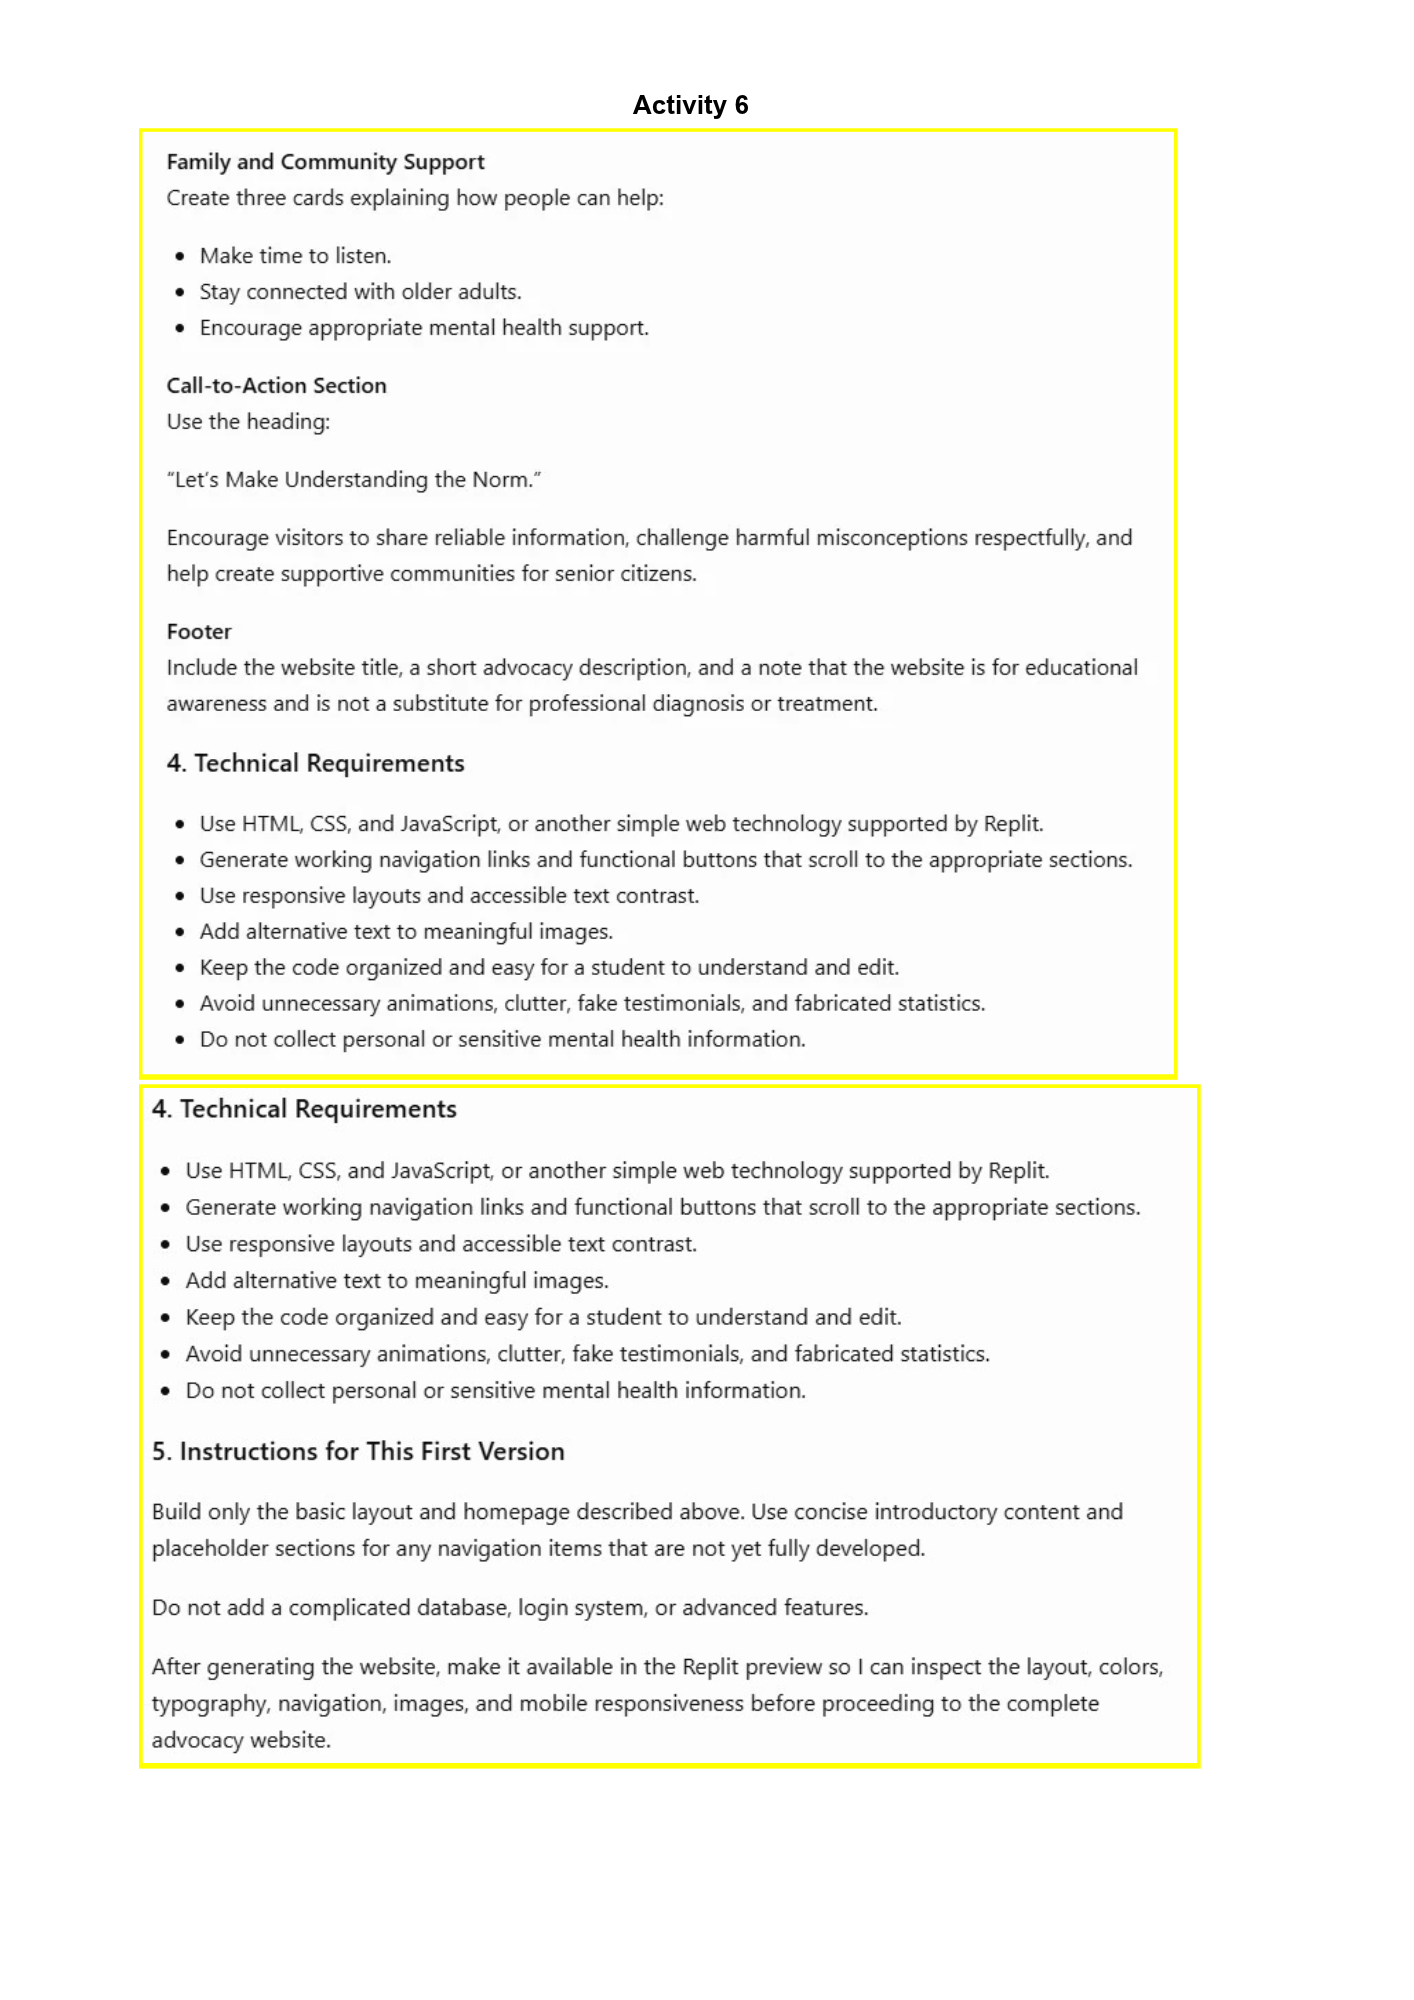 Activity 6
Family and Community Support
Create three cards explaining how people can help:
• Make time to listen.
• Stay connected with older adults.
• Encourage appropriate mental health support.
Call-to-Action Section
Use the heading:
“Let’s Make Understanding the Norm.”
Encourage visitors to share reliable information, challenge harmful misconceptions respectfully, and
help create supportive communities for senior citizens.
Footer
Include the website title, a short advocacy description, and a note that the website is for educational
awareness and is not a substitute for professional diagnosis or treatment.
4. Technical Requirements
• Use HTML, CSS, and JavaScript, or another simple web technology supported by Replit.
• Generate working navigation links and functional buttons that scroll to the appropriate sections.
• Use responsive layouts and accessible text contrast.
• Add alternative text to meaningful images.
• Keep the code organized and easy for a student to understand and edit.
• Avoid unnecessary animations, clutter, fake testimonials, and fabricated statistics.
• Do not collect personal or sensitive mental health information.
4. Technical Requirements
• Use HTML, CSS, and JavaScript, or another simple web technology supported by Replit.
• Generate working navigation links and functional buttons that scroll to the appropriate sections.
• Use responsive layouts and accessible text contrast.
• Add alternative text to meaningful images.
• Keep the code organized and easy for a student to understand and edit.
• Avoid unnecessary animations, clutter, fake testimonials, and fabricated statistics.
• Do not collect personal or sensitive mental health information.
5. Instructions for This First Version
Build only the basic layout and homepage described above. Use concise introductory content and
placeholder sections for any navigation items that are not yet fully developed.
Do not add a complicated database, login system, or advanced features.
After generating the website, make it available in the Replit preview so I can inspect the layout, colors,
typography, navigation, images, and mobile responsiveness before proceeding to the complete
advocacy website.